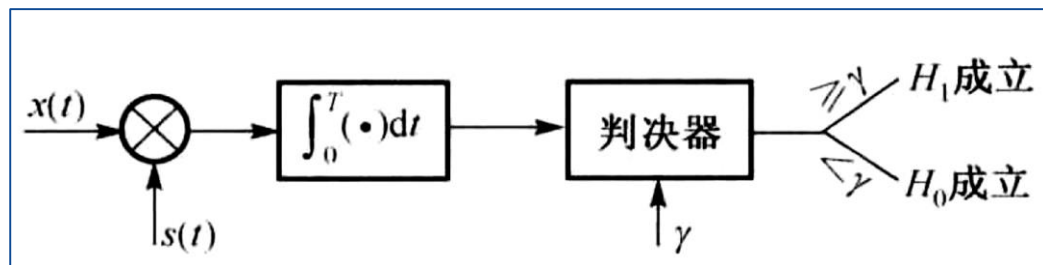 x(t)
s(t)
∫₀ᵀ(•)dt
判决器
γ
≥γ
H₁成立
<γ
H₀成立